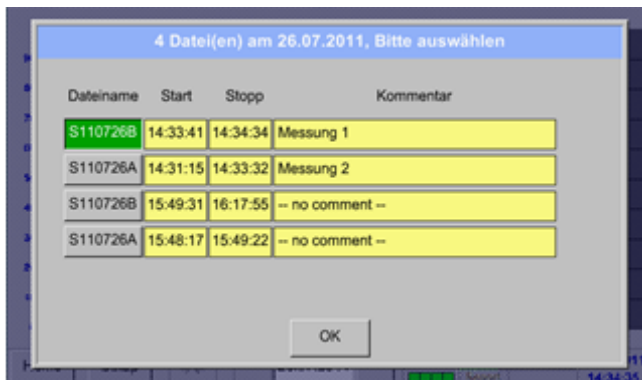 4 Datei(en) am 26.07.2011, Bitte auswählen
Dateiname Start Stopp Kommentar
S110726B 14:33:41 14:34:34 Messung 1
S110726A 14:31:15 14:33:32 Messung 2
S110726B 15:49:31 16:17:55 -- no comment --
S110726A 15:48:17 15:49:22 -- no comment --
OK